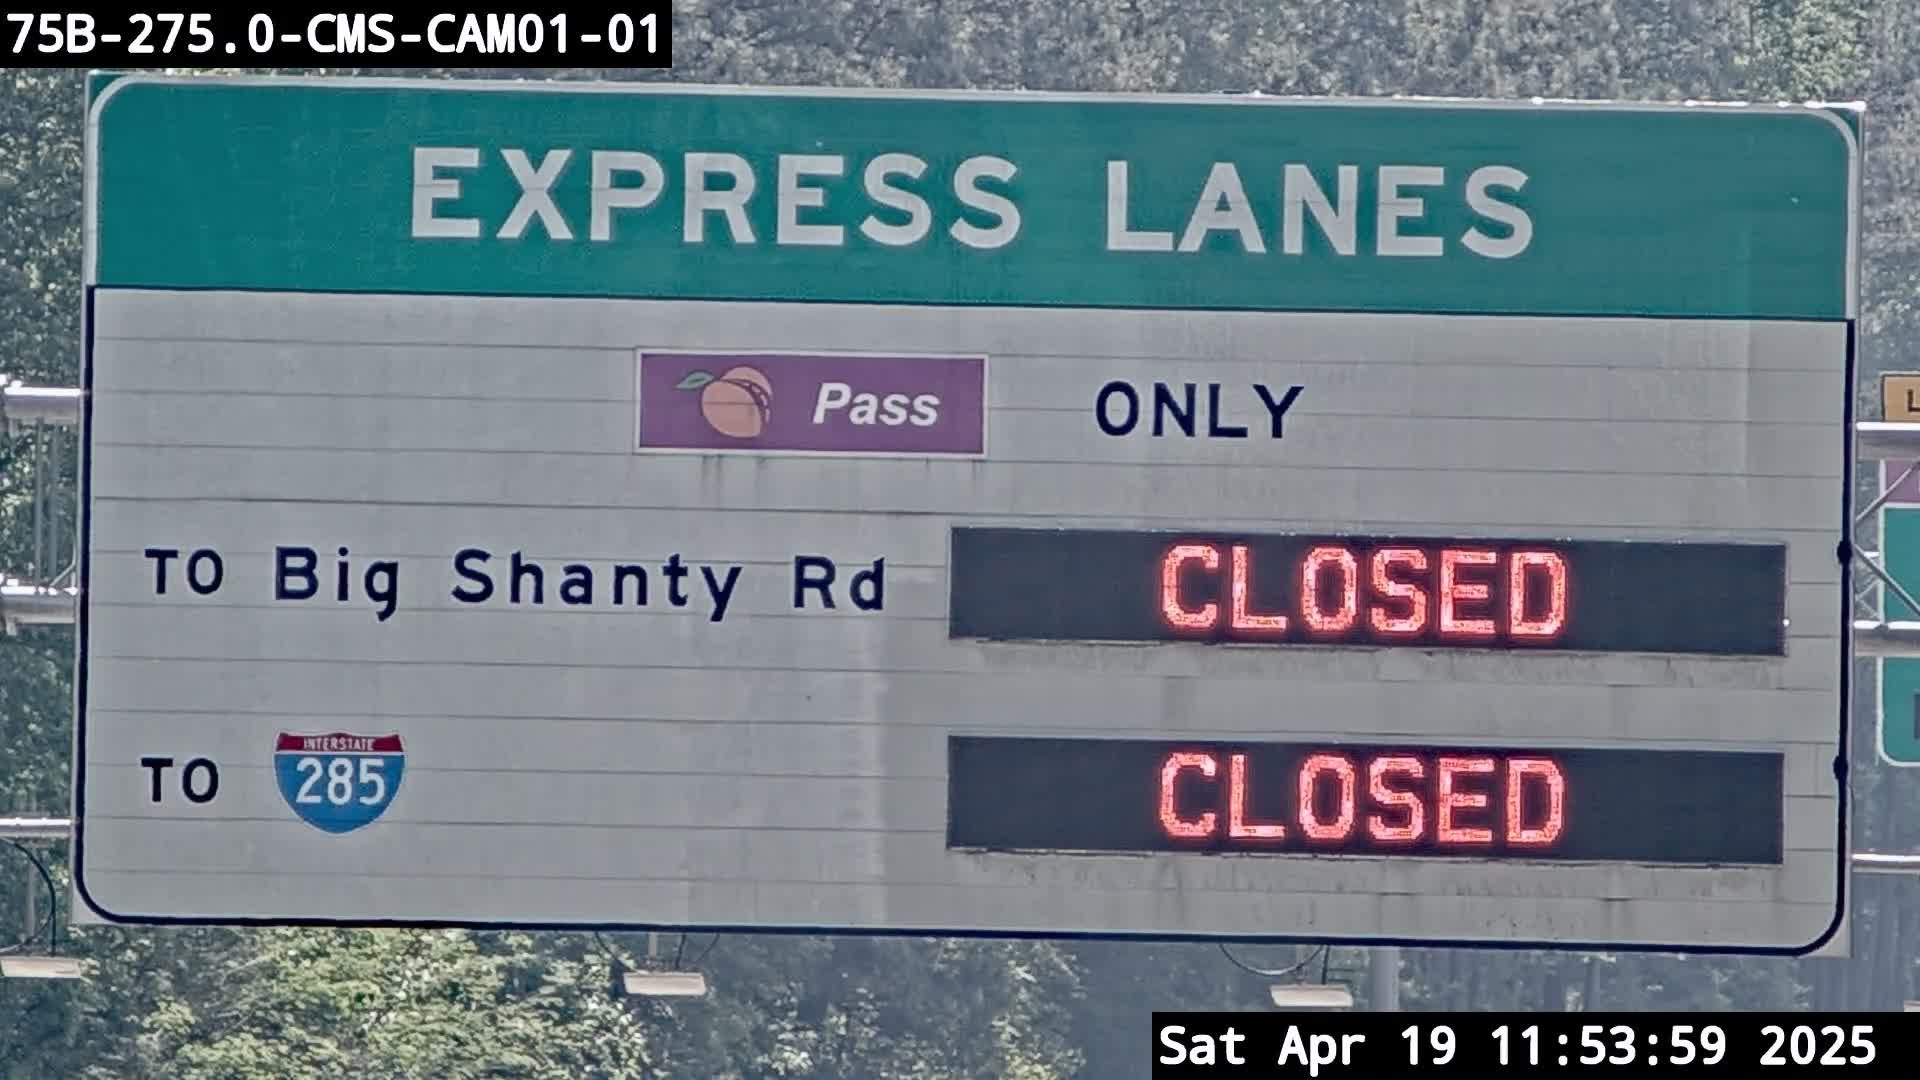 75B-275.0-CMS-CAM01-01
EXPRESS LANES
Pass ONLY
TO Big Shanty Rd CLOSED
TO INTERSTATE 285 CLOSED
Sat Apr 19 11:53:59 2025